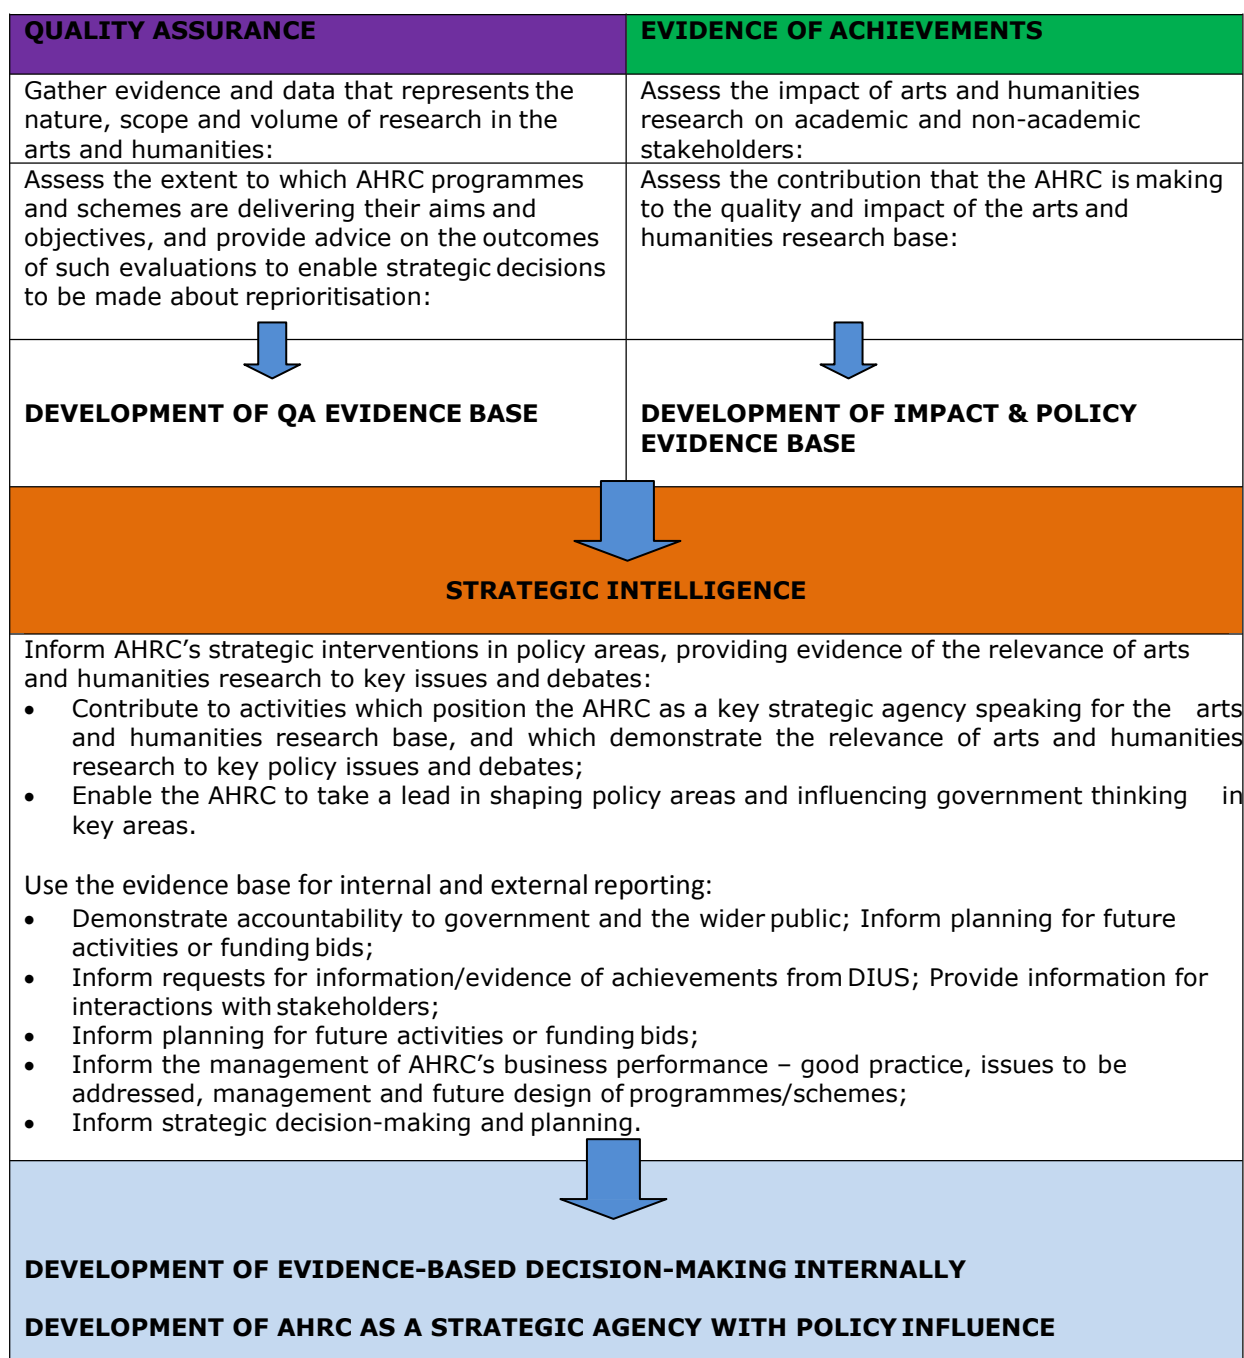 QUALITY ASSURANCE
EVIDENCE OF ACHIEVEMENTS
Gather evidence and data that represents the
nature, scope and volume of research in the
arts and humanities:
Assess the impact of arts and humanities
research on academic and non-academic
stakeholders:
Assess the extent to which AHRC programmes
and schemes are delivering their aims and
objectives, and provide advice on the outcomes
of such evaluations to enable strategic decisions
to be made about reprioritisation:
Assess the contribution that the AHRC is making
to the quality and impact of the arts and
humanities research base:
DEVELOPMENT OF QA EVIDENCE BASE
DEVELOPMENT OF IMPACT & POLICY
EVIDENCE BASE
STRATEGIC INTELLIGENCE
Inform AHRC’s strategic interventions in policy areas, providing evidence of the relevance of arts
and humanities research to key issues and debates:
• Contribute to activities which position the AHRC as a key strategic agency speaking for the arts
and humanities research base, and which demonstrate the relevance of arts and humanities
research to key policy issues and debates;
• Enable the AHRC to take a lead in shaping policy areas and influencing government thinking in
key areas.
Use the evidence base for internal and external reporting:
• Demonstrate accountability to government and the wider public; Inform planning for future
activities or funding bids;
• Inform requests for information/evidence of achievements from DIUS; Provide information for
interactions with stakeholders;
• Inform planning for future activities or funding bids;
• Inform the management of AHRC’s business performance – good practice, issues to be
addressed, management and future design of programmes/schemes;
• Inform strategic decision-making and planning.
DEVELOPMENT OF EVIDENCE-BASED DECISION-MAKING INTERNALLY
DEVELOPMENT OF AHRC AS A STRATEGIC AGENCY WITH POLICY INFLUENCE